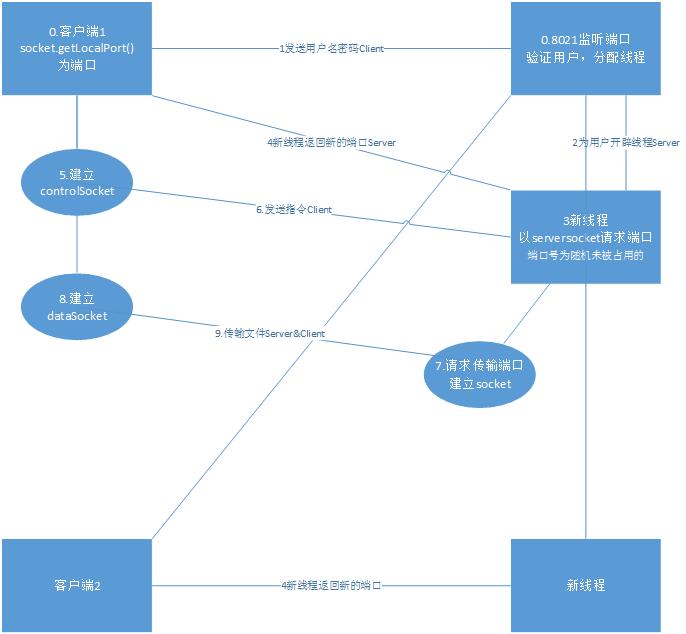 0.客户端1
socket.getLocalPort()
为端口
1发送用户名密码Client
0.8021监听端口
验证用户，分配线程
4新线程返回新的端口Server
2为用户开辟线程Server
5.建立
controlSocket
6.发送指令Client
3新线程
以serversocket请求端口
端口号为随机未被占用的
8.建立
dataSocket
9.传输文件Server&Client
7.请求传输端口
建立socket
客户端2
4新线程返回新的端口
新线程